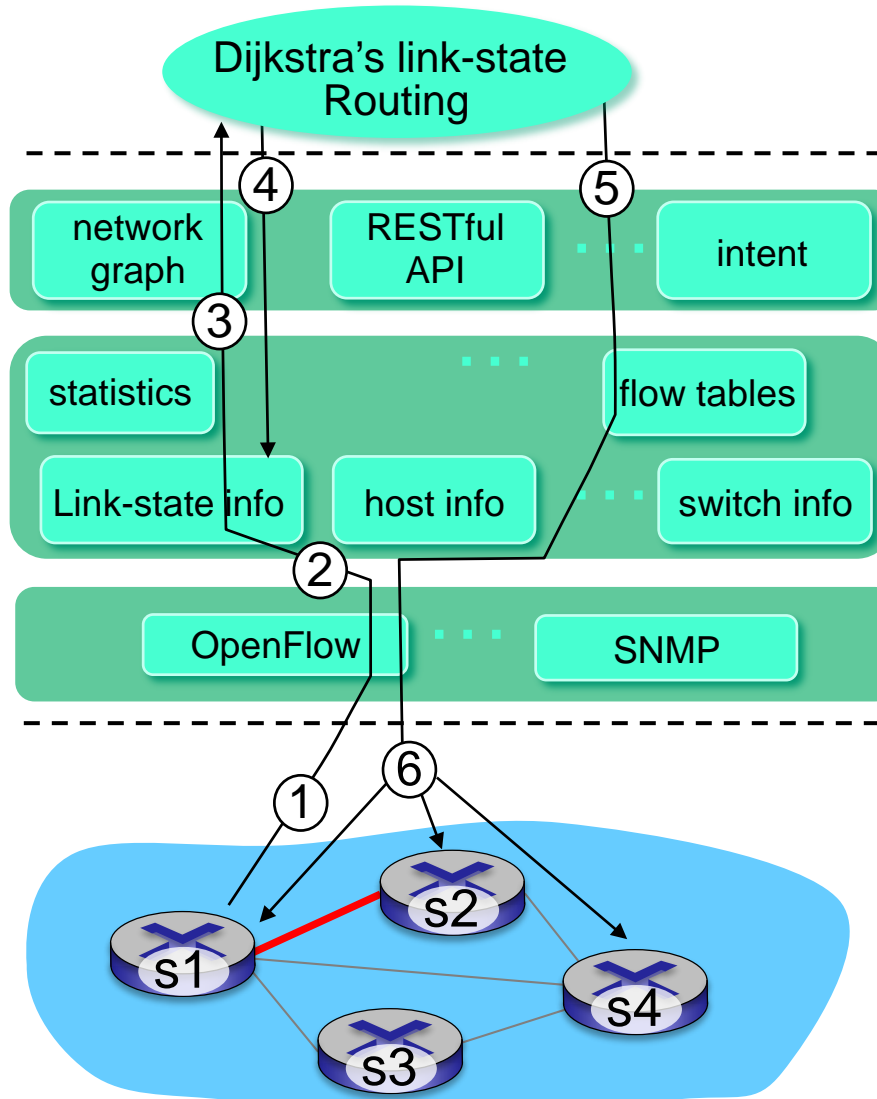 Dijkstra’s link-state
Routing
4
5
network
graph
RESTful
API
intent
3
statistics
flow tables
Link-state info
host info
switch info
2
OpenFlow
SNMP
1
6
s2
s1
s4
s3